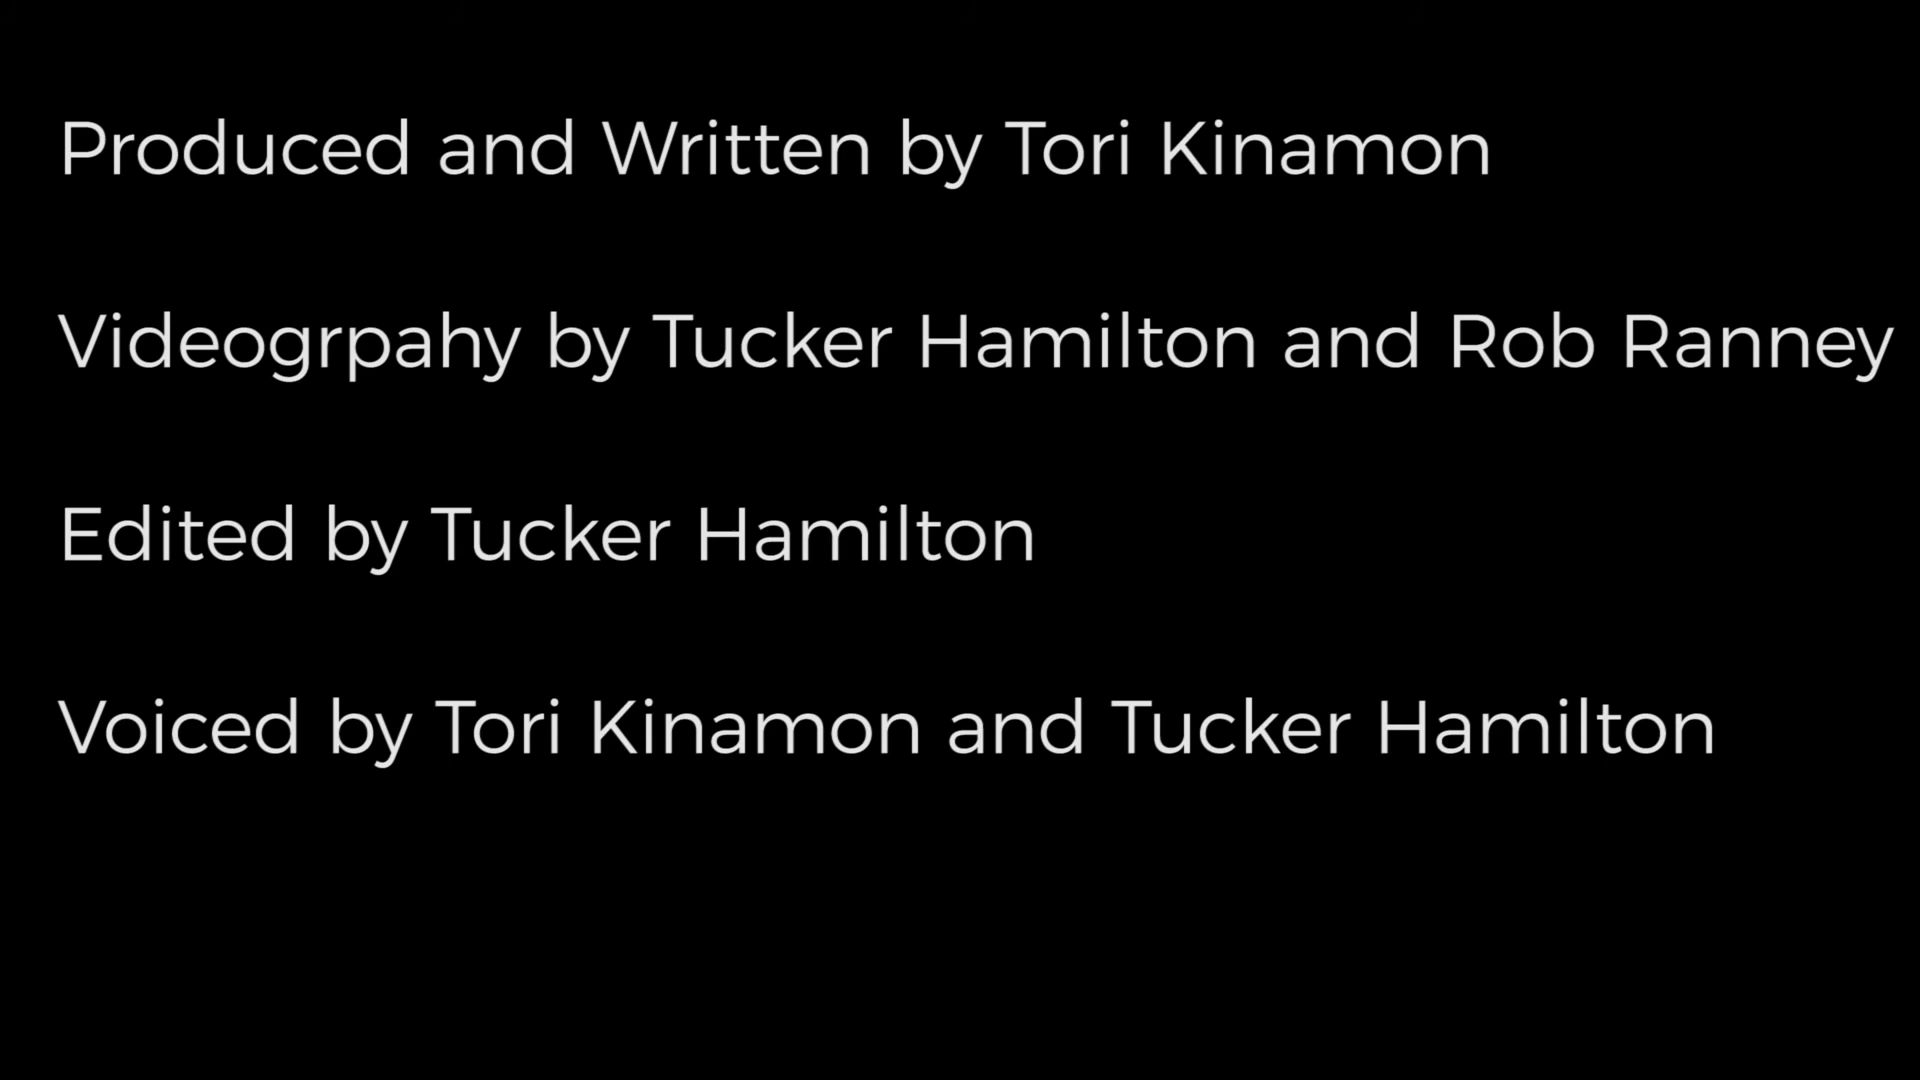 Produced and Written by Tori Kinamon
Videogrpahy by Tucker Hamilton and Rob Ranney
Edited by Tucker Hamilton
Voiced by Tori Kinamon and Tucker Hamilton